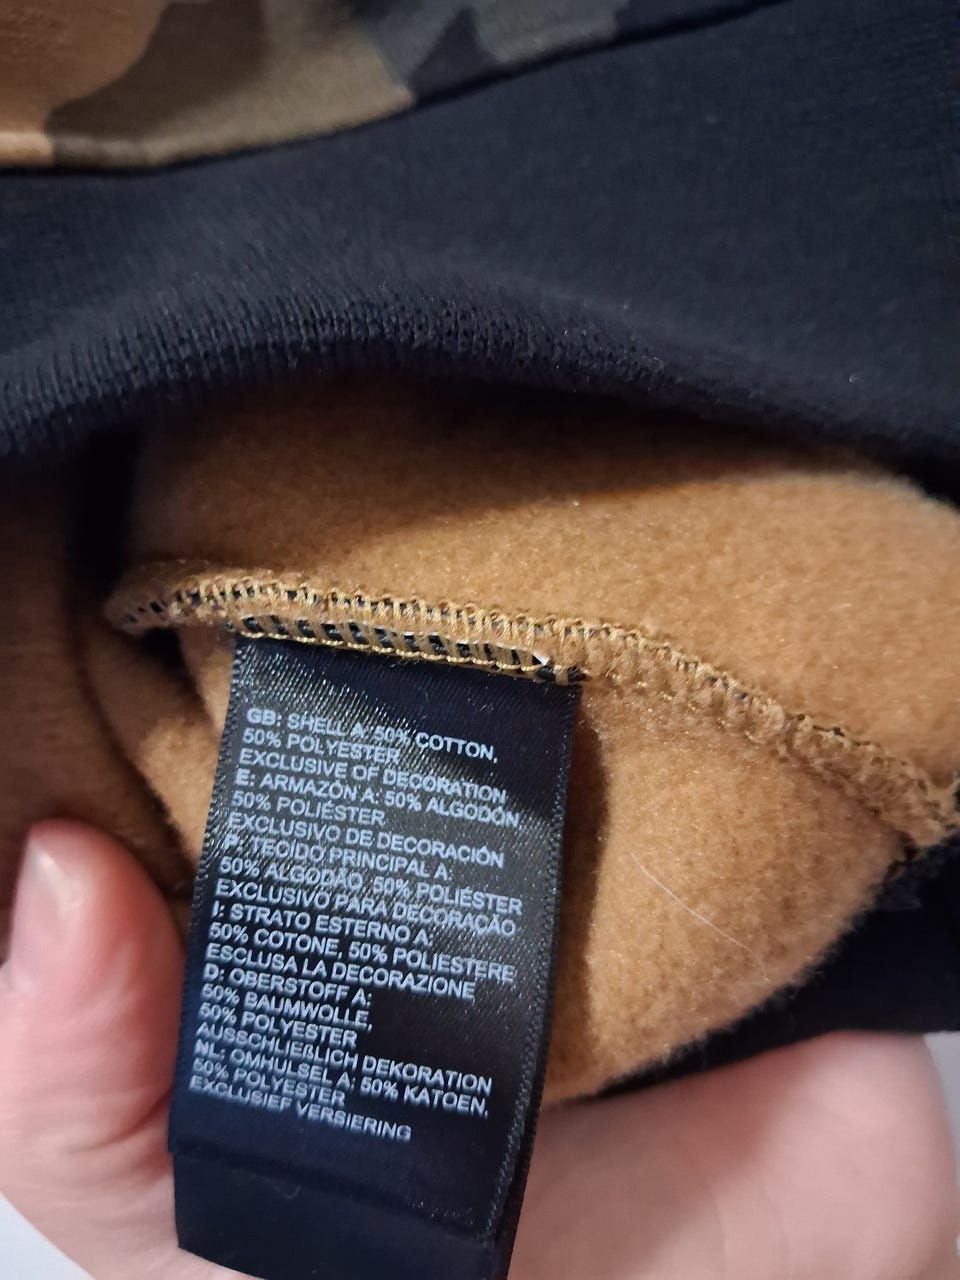 GB: SHELL A: 50% COTTON,
50% POLYESTER
EXCLUSIVE OF DECORATION
E: ARMAZÓN A: 50% ALGODÓN,
50% POLIÉSTER
EXCLUSIVO DE DECORACIÓN
P: TEOIDO PRINCIPAL A:
50% ALGODÃO, 50% POLIÉSTER
EXCLUSIVO PARA DECORAÇÃO
I: STRATO ESTERNO A:
50% COTONE, 50% POLIESTERE
ESCLUSA LA DECORAZIONE
D: OBERSTOFF A:
50% BAUMWOLLE,
50% POLYESTER
AUSSCHLIEßLICH DEKORATION
NL: OMHULSEL A: 50% KATOEN,
50% POLYESTER
EXCLUSIEF VERSIERING